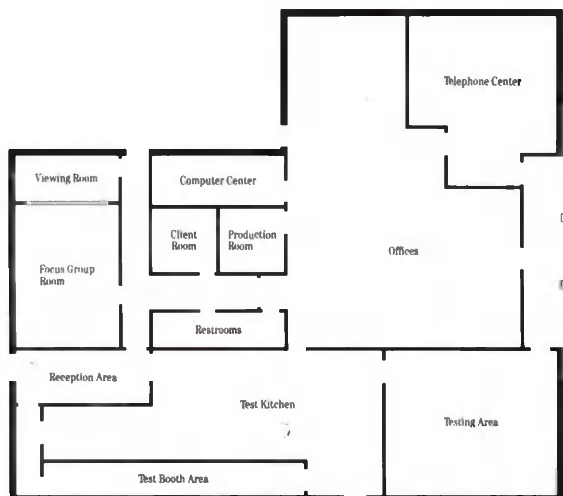 Telephone Center
Viewing Room
Computer Center
Client
Room
Production
Room
Offices
Focus Group
Room
Restrooms
Reception Area
Test Kitchen
Testing Area
Test Booth Area